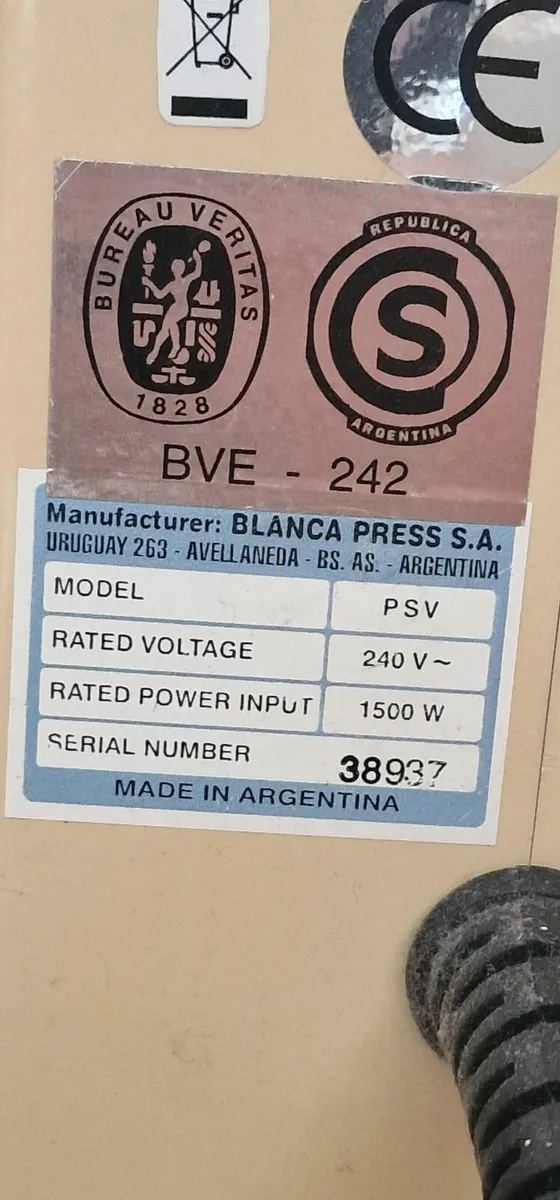 CE
BUREAU VERITAS
1828
REPUBLICA
S
ARGENTINA
BVE - 242
Manufacturer: BLANCA PRESS S.A.
URUGUAY 263 - AVELLANEDA - BS. AS. - ARGENTINA
MODEL PSV
RATED VOLTAGE 240 V~
RATED POWER INPUT 1500 W
SERIAL NUMBER 38937
MADE IN ARGENTINA